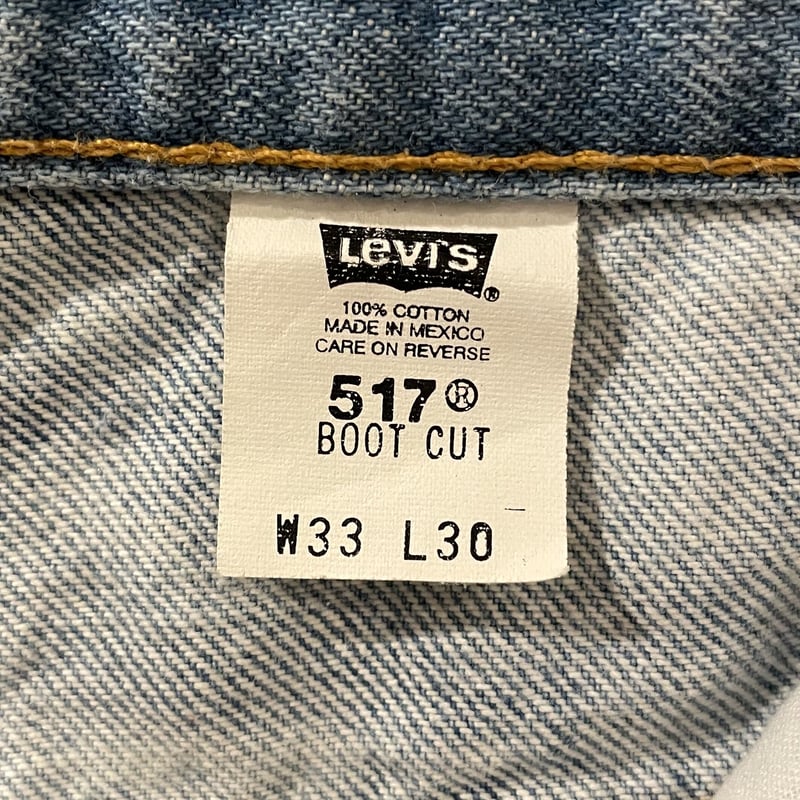 Levi's®
100% COTTON
MADE IN MEXICO
CARE ON REVERSE
517®
BOOT CUT
W33 L30